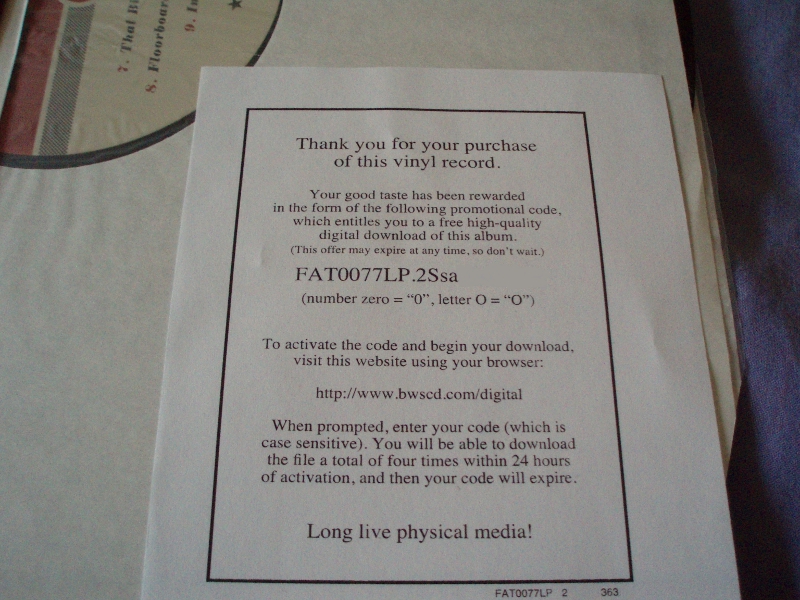 7. That
8. Floorboar
9. In
Thank you for your purchase
of this vinyl record.
Your good taste has been rewarded
in the form of the following promotional code,
which entitles you to a free high-quality
digital download of this album.
(This offer may expire at any time, so don't wait.)
FAT0077LP.2Ssa
(number zero = “0”, letter O = “O”)
To activate the code and begin your download,
visit this website using your browser:
http://www.bwscd.com/digital
When prompted, enter your code (which is
case sensitive). You will be able to download
the file a total of four times within 24 hours
of activation, and then your code will expire.
Long live physical media!
FAT0077LP 2 363